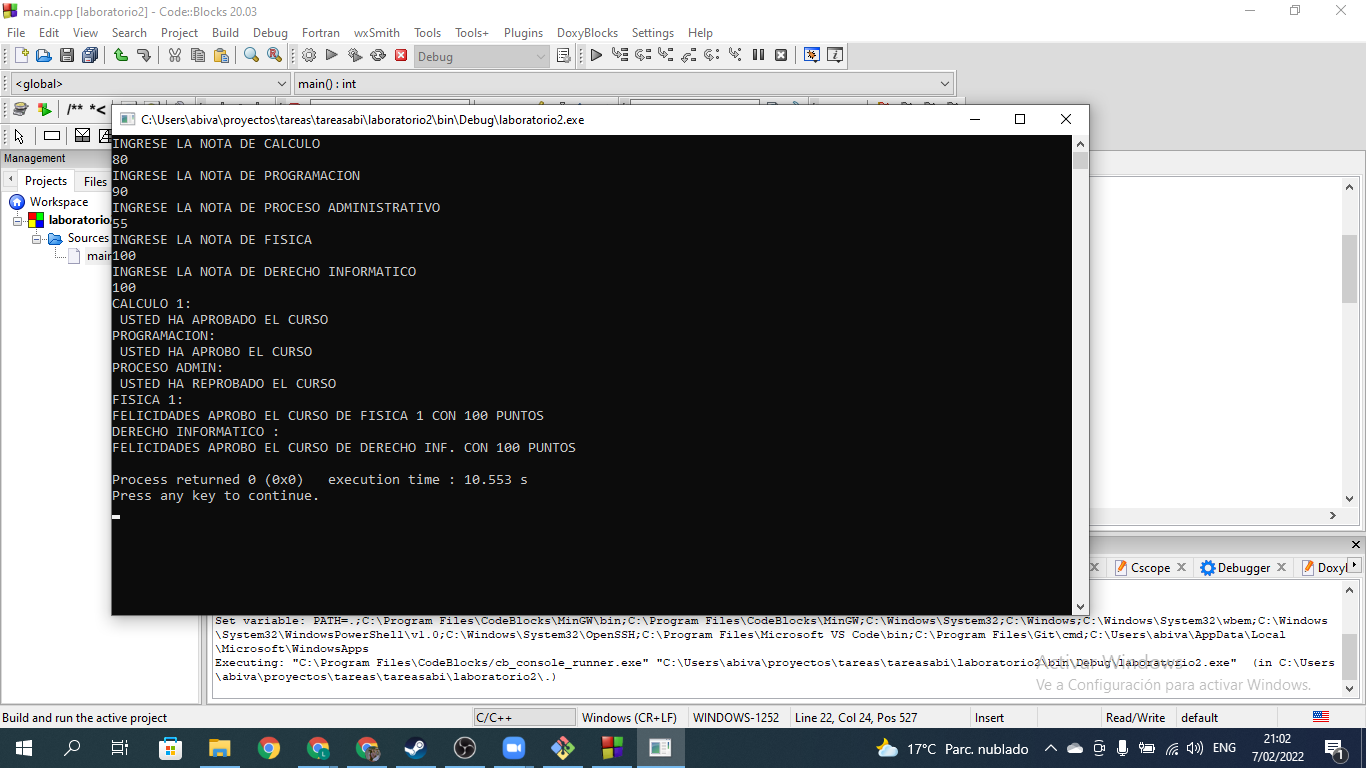 main.cpp [laboratorio2] - Code::Blocks 20.03
File Edit View Search Project Build Debug Fortran wxSmith Tools Tools+ Plugins DoxyBlocks Settings Help
Debug
<global> main() : int
/** *<
C:\Users\abiva\proyectos\tareas\tareasabi\laboratorio2\bin\Debug\laboratorio2.exe
Management
Projects Files
Workspace
laboratorio
Sources
main
INGRESE LA NOTA DE CALCULO
80
INGRESE LA NOTA DE PROGRAMACION
90
INGRESE LA NOTA DE PROCESO ADMINISTRATIVO
55
INGRESE LA NOTA DE FISICA
100
INGRESE LA NOTA DE DERECHO INFORMATICO
100
CALCULO 1:
USTED HA APROBADO EL CURSO
PROGRAMACION:
USTED HA APROBO EL CURSO
PROCESO ADMIN:
USTED HA REPROBADO EL CURSO
FISICA 1:
FELICIDADES APROBO EL CURSO DE FISICA 1 CON 100 PUNTOS
DERECHO INFORMATICO :
FELICIDADES APROBO EL CURSO DE DERECHO INF. CON 100 PUNTOS
Process returned 0 (0x0) execution time : 10.553 s
Press any key to continue.
Cscope Debugger Doxyl
Set variable: PATH=.;C:\Program Files\CodeBlocks\MinGW\bin;C:\Program Files\CodeBlocks\MinGW;C:\Windows\System32;C:\Windows;C:\Windows\System32\wbem;C:\Windows
\System32\WindowsPowerShell\v1.0;C:\Windows\System32\OpenSSH;C:\Program Files\Microsoft VS Code\bin;C:\Program Files\Git\cmd;C:\Users\abiva\AppData\Local
\Microsoft\WindowsApps
Executing: "C:\Program Files\CodeBlocks/cb_console_runner.exe" "C:\Users\abiva\proyectos\tareas\tareasabi\laboratorio2\bin\Debug\laboratorio2.exe" (in C:\Users
\abiva\proyectos\tareas\tareasabi\laboratorio2\.)
Activar Windows
Ve a Configuración para activar Windows.
Build and run the active project C/C++ Windows (CR+LF) WINDOWS-1252 Line 22, Col 24, Pos 527 Insert Read/Write default
17°C Parc. nublado ENG 21:02
7/02/2022
1